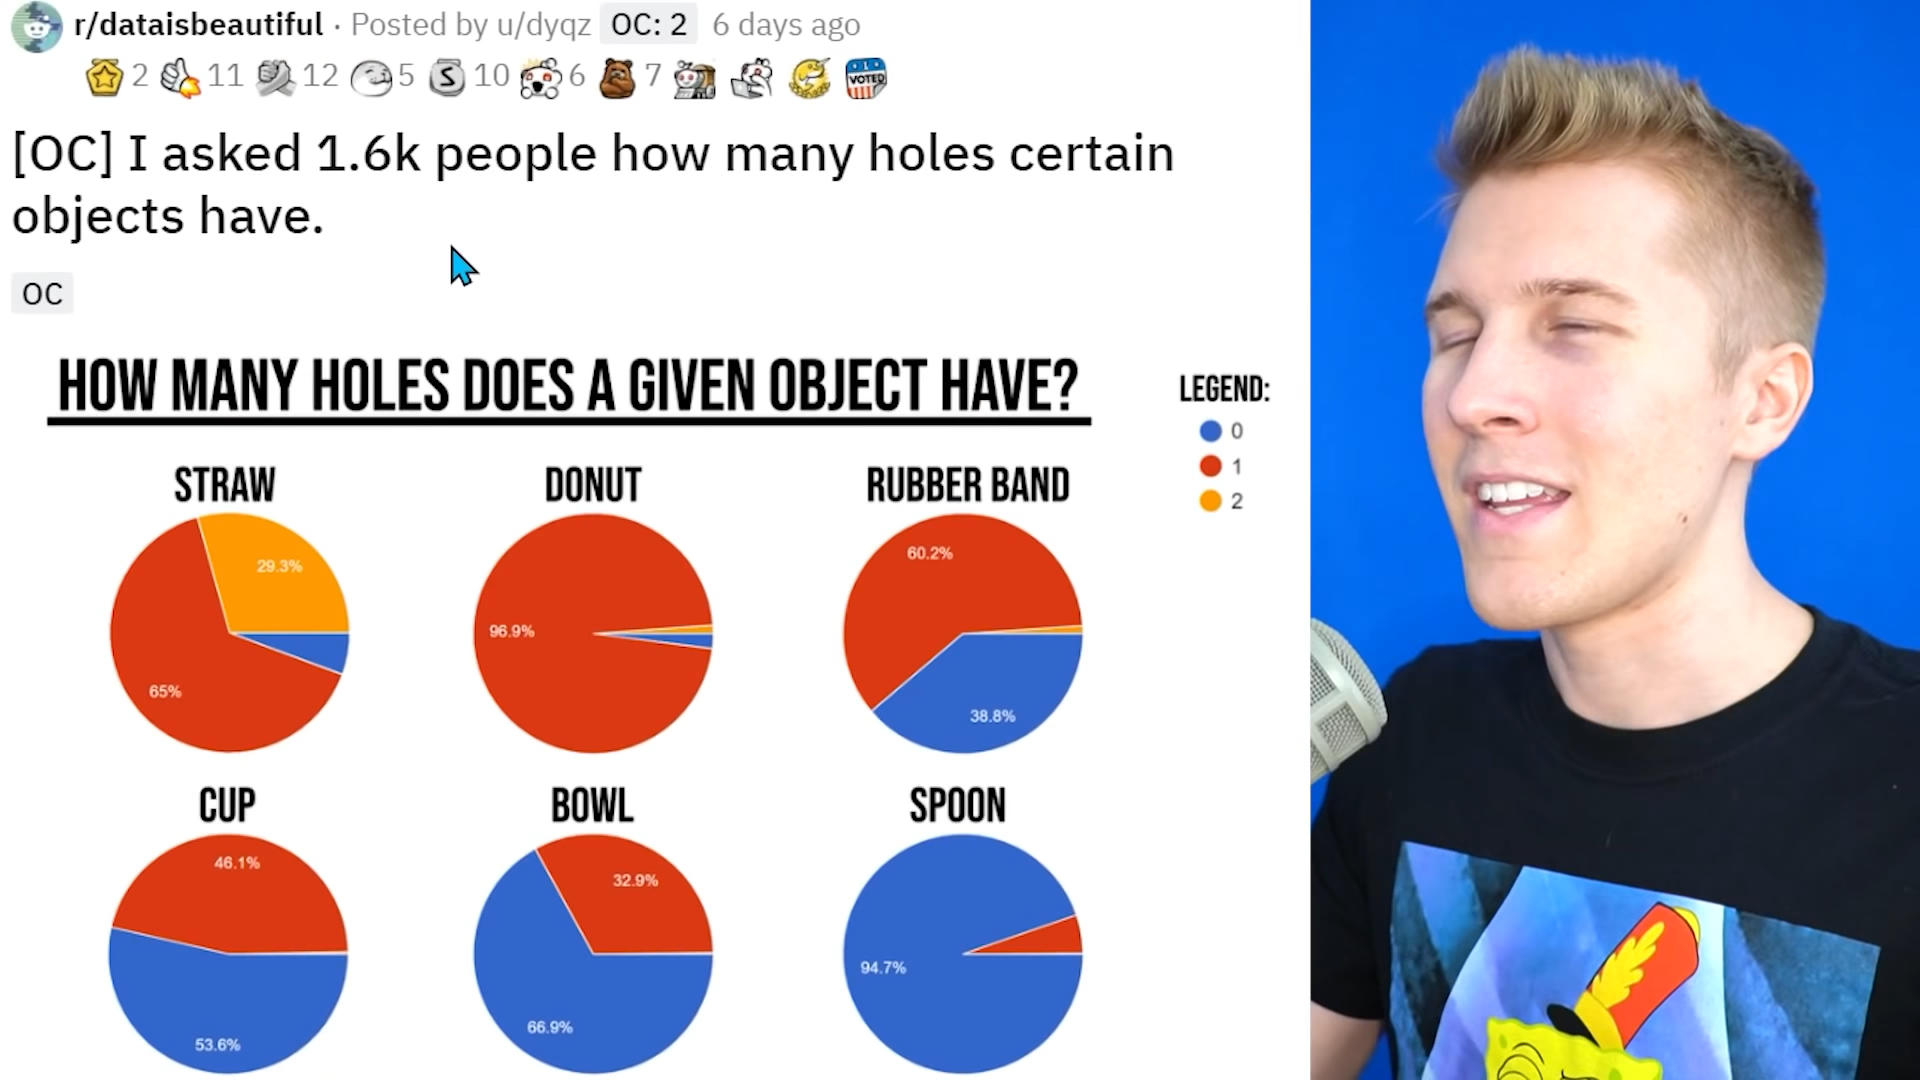 r/dataisbeautiful · Posted by u/dyqz OC: 2 6 days ago
2 11 12 5 S 10 6 7 I VOTED
[OC] I asked 1.6k people how many holes certain
objects have.
OC
HOW MANY HOLES DOES A GIVEN OBJECT HAVE?
LEGEND:
0
1
2
STRAW DONUT RUBBER BAND
29.3%
65%
96.9%
60.2%
38.8%
CUP BOWL SPOON
46.1%
53.6%
32.9%
66.9%
94.7%